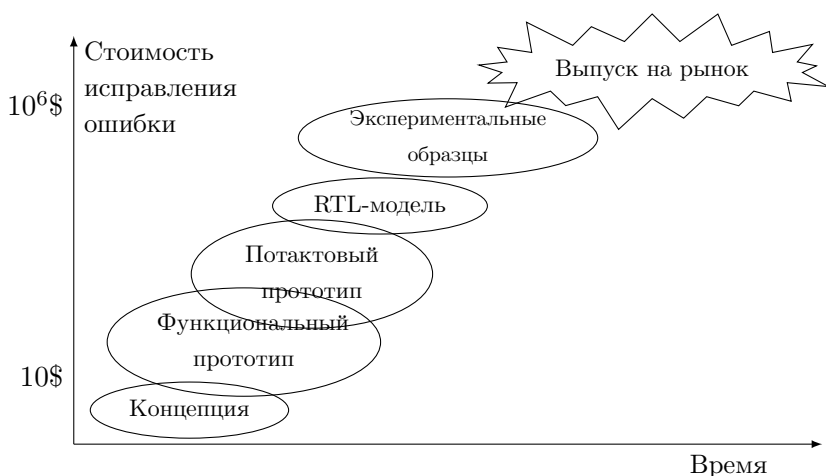 Стоимость
исправления
ошибки
10⁶$
Выпуск на рынок
Экспериментальные
образцы
RTL-модель
Потактовый
прототип
Функциональный
прототип
10$
Концепция
Время